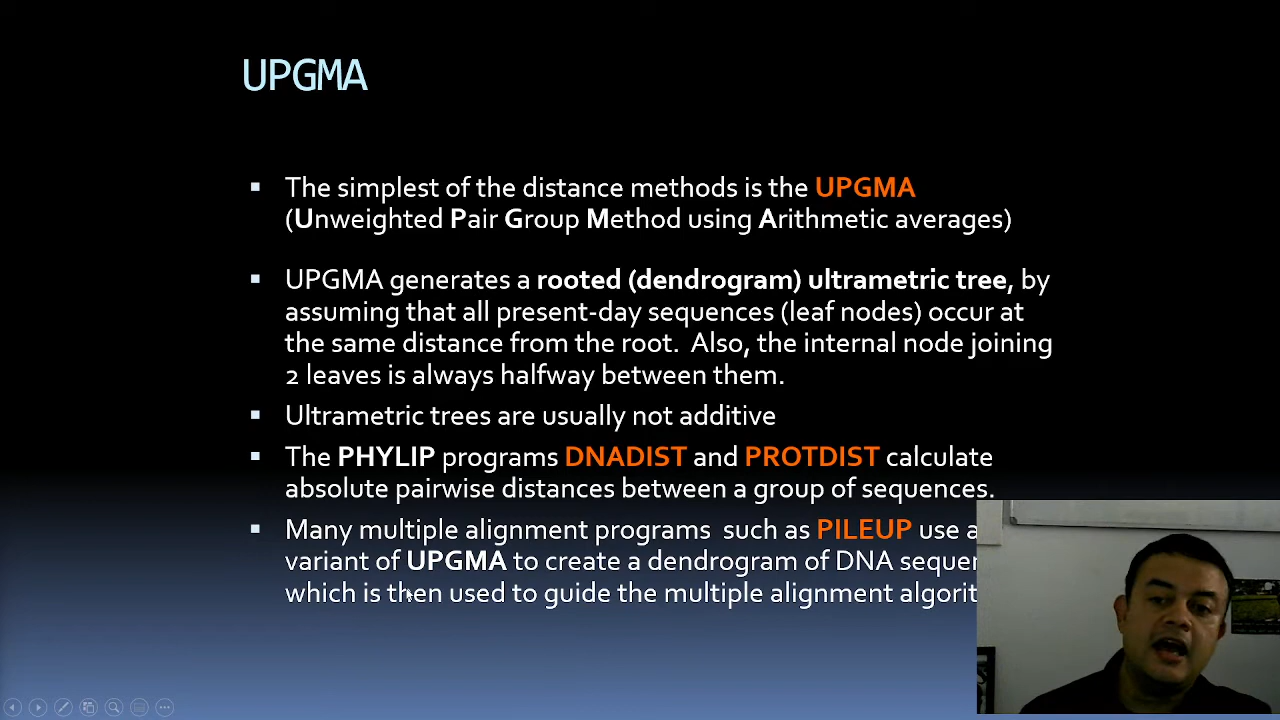 UPGMA
▪ The simplest of the distance methods is the UPGMA
(Unweighted Pair Group Method using Arithmetic averages)
▪ UPGMA generates a rooted (dendrogram) ultrametric tree, by
assuming that all present-day sequences (leaf nodes) occur at
the same distance from the root. Also, the internal node joining
2 leaves is always halfway between them.
▪ Ultrametric trees are usually not additive
▪ The PHYLIP programs DNADIST and PROTDIST calculate
absolute pairwise distances between a group of sequences.
▪ Many multiple alignment programs such as PILEUP use a
variant of UPGMA to create a dendrogram of DNA
which is then used to guide the multiple alignment